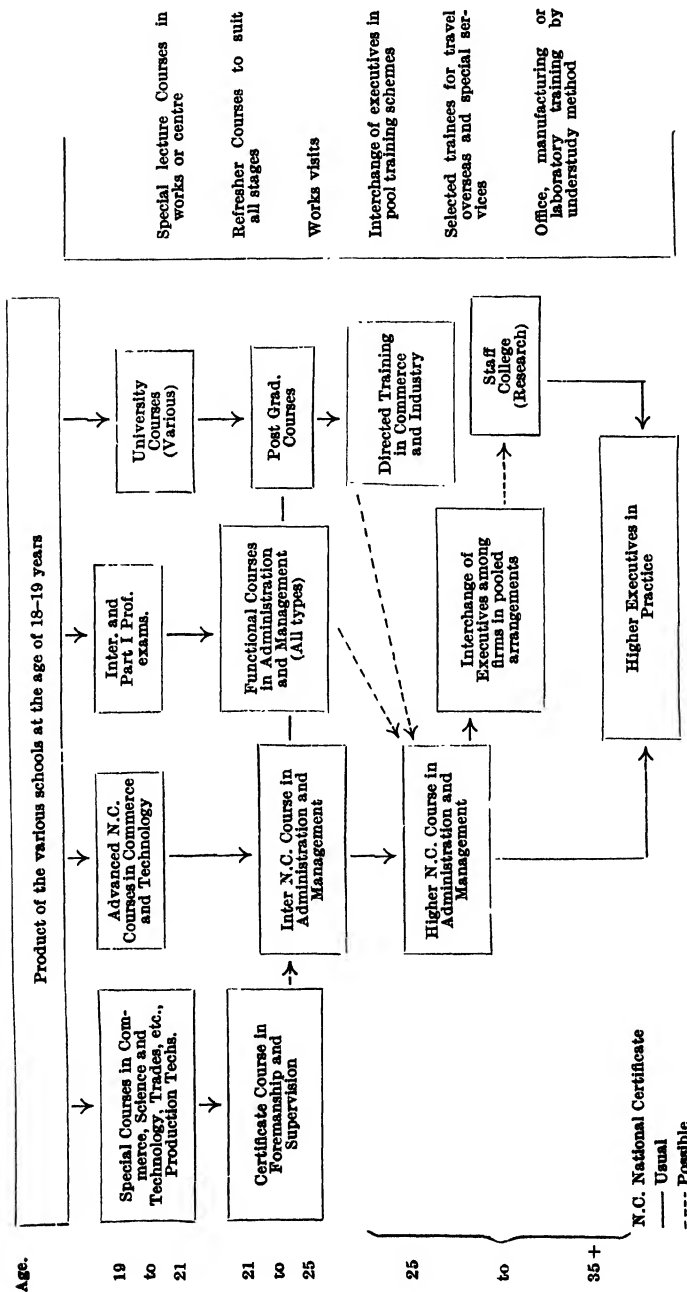 Age.
Product of the various schools at the age of 18–19 years
19
to
21
Special Courses in Com-
merce, Science and
Technology, Trades, etc.,
Production Techs.
Advanced N.C.
Courses in Commerce
and Technology
Inter. and
Part I Prof.
exams.
University
Courses
(Various)
21
to
25
Certificate Course in
Foremanship and
Supervision
Inter N.C. Course in
Administration and
Management
Functional Courses
in Administration
and Management
(All types)
Post Grad.
Courses
25
to
35+
Higher N.C. Course in
Administration and
Management
Directed Training
in Commerce
and Industry
Interchange of
Executives among
firms in pooled
arrangements
Staff
College
(Research)
Higher Executives in
Practice
Special lecture Courses in
works or centre
Refresher Courses to suit
all stages
Works visits
Interchange of executives in
pool training schemes
Selected trainees for travel
overseas and special ser-
vices
Office, manufacturing or
laboratory training by
understudy method
N.C. National Certificate
—— Usual
---- Possible